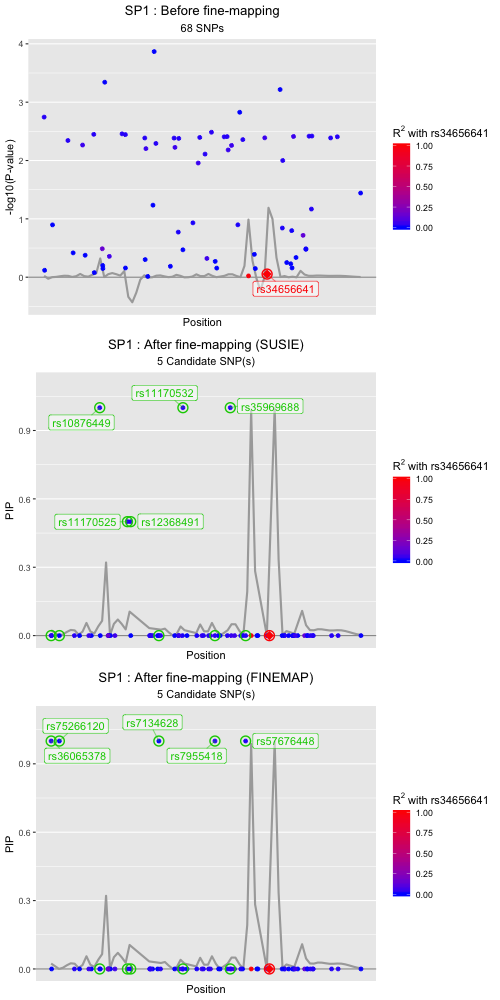 SP1 : Before fine-mapping
68 SNPs
4
3
2
1
0
-log10(P-value)
rs34656641
Position
R2 with rs34656641
1.00
0.75
0.50
0.25
0.00
SP1 : After fine-mapping (SUSIE)
5 Candidate SNP(s)
rs11170532
rs10876449
rs35969688
rs11170525
rs12368491
0.9
0.6
0.3
0.0
PIP
Position
R2 with rs34656641
1.00
0.75
0.50
0.25
0.00
SP1 : After fine-mapping (FINEMAP)
5 Candidate SNP(s)
rs75266120
rs7134628
rs36065378
rs7955418
rs57676448
0.9
0.6
0.3
0.0
PIP
Position
R2 with rs34656641
1.00
0.75
0.50
0.25
0.00